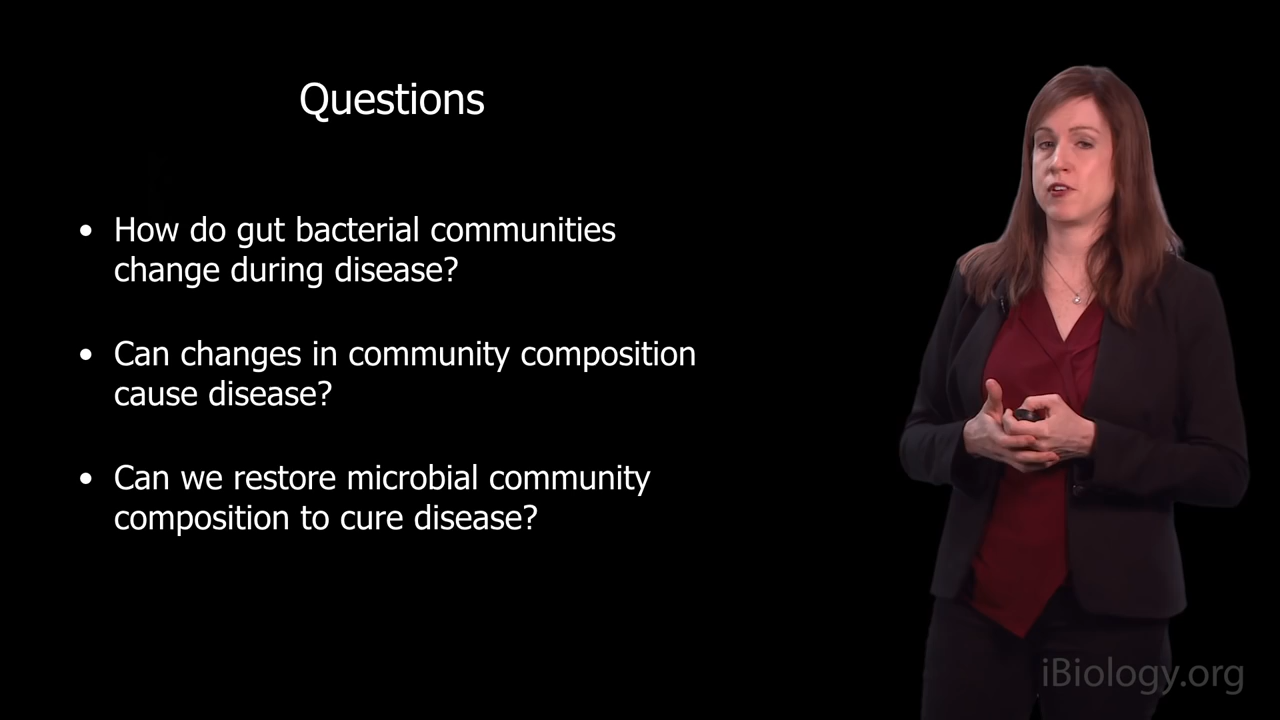 Questions
• How do gut bacterial communities
change during disease?
• Can changes in community composition
cause disease?
• Can we restore microbial community
composition to cure disease?
iBiology.org